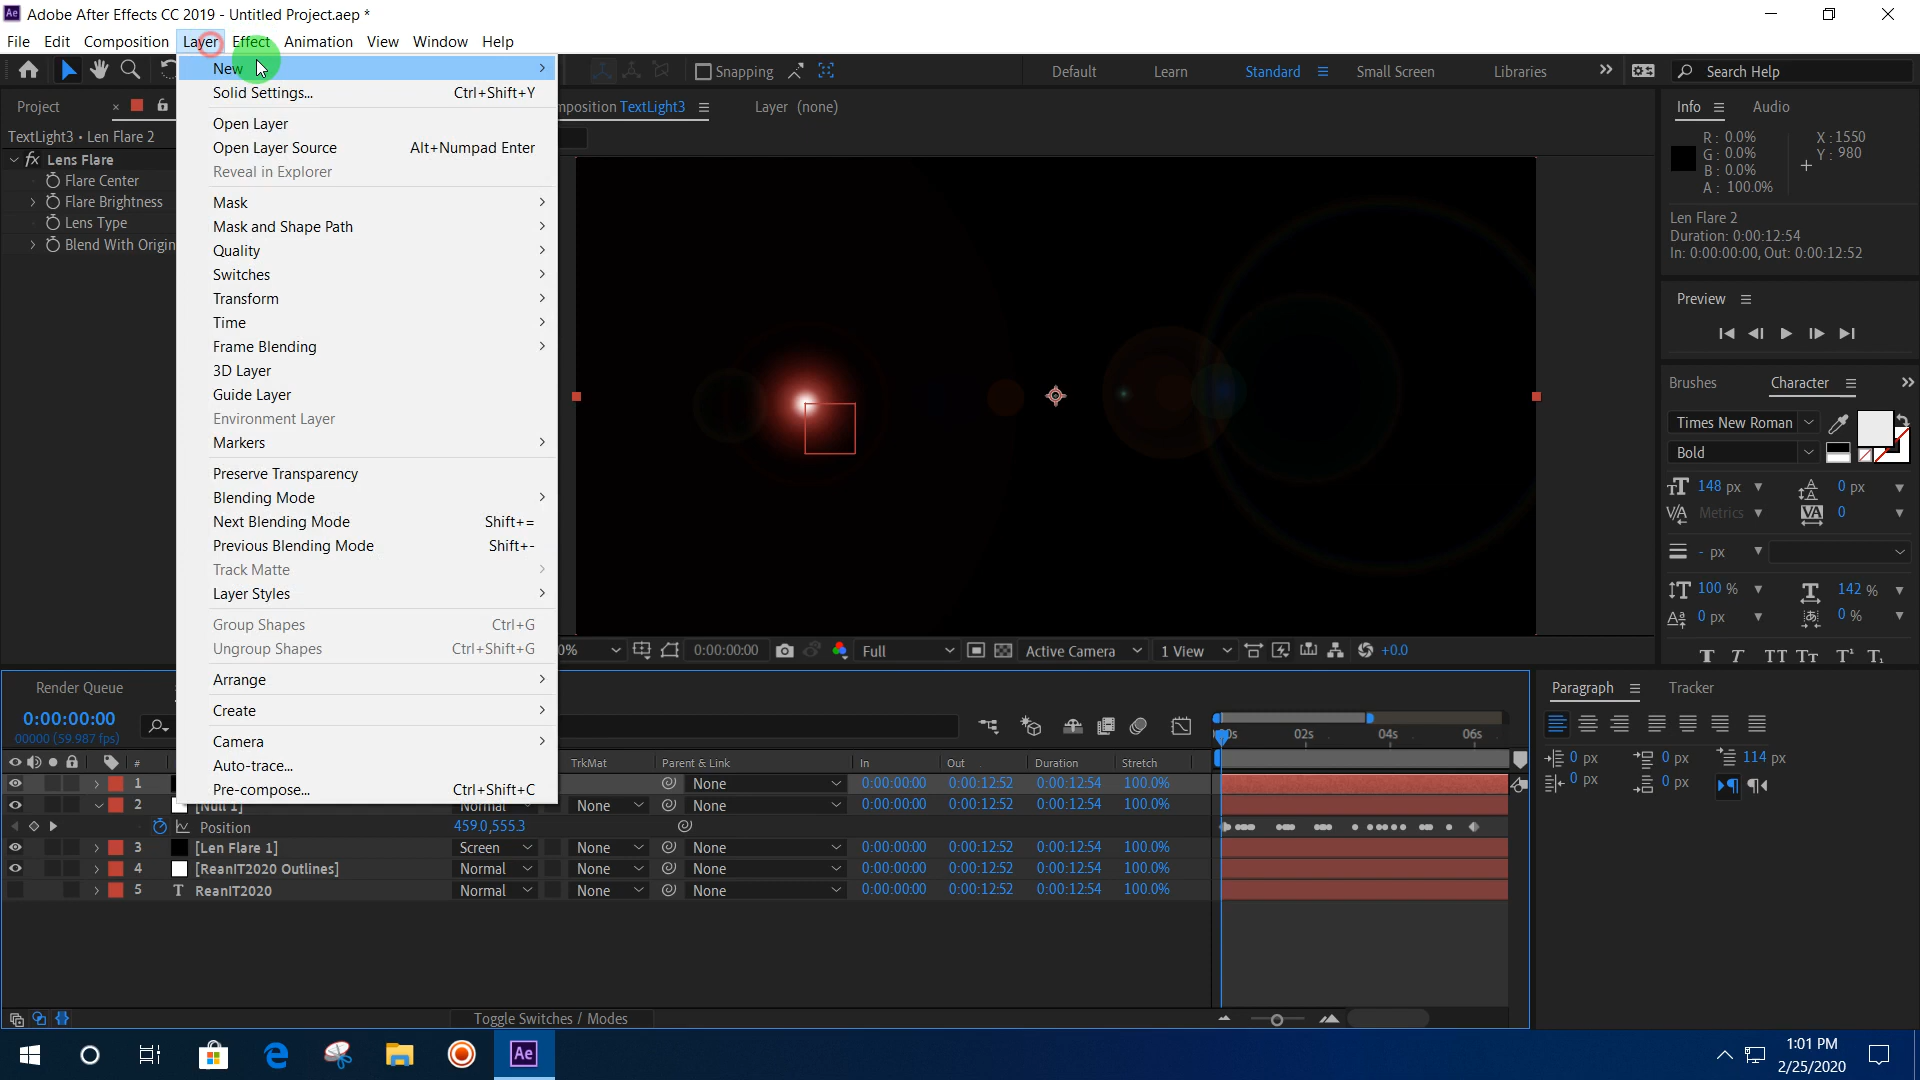 Adobe After Effects CC 2019 - Untitled Project.aep *
File Edit Composition Layer Effect Animation View Window Help
Snapping Default Learn Standard Small Screen Libraries Search Help
Project
mposition TextLight3 Layer (none)
TextLight3 • Len Flare 2
fx Lens Flare
Flare Center
Flare Brightness
Lens Type
Blend With Origin
New
Solid Settings... Ctrl+Shift+Y
Open Layer
Open Layer Source Alt+Numpad Enter
Reveal in Explorer
Mask
Mask and Shape Path
Quality
Switches
Transform
Time
Frame Blending
3D Layer
Guide Layer
Environment Layer
Markers
Preserve Transparency
Blending Mode
Next Blending Mode Shift+=
Previous Blending Mode Shift+-
Track Matte
Layer Styles
Group Shapes Ctrl+G
Ungroup Shapes Ctrl+Shift+G
Arrange
Create
Camera
Auto-trace...
Pre-compose... Ctrl+Shift+C
Info Audio
R: 0.0%
G: 0.0%
B: 0.0%
A: 100.0%
X: 1550
Y: 980
Len Flare 2
Duration: 0:00:12:54
In: 0:00:00:00, Out: 0:00:12:52
Preview
Brushes Character
Times New Roman
Bold
148 px 0 px
Metrics 0
- px
100 % 142 %
0 px 0 %
0% 0:00:00:00 Full Active Camera 1 View +0.0
Render Queue
0:00:00:00
00000 (59.987 fps)
0s 02s 04s 06s
# TrkMat Parent & Link In Out Duration Stretch
1 None 0:00:00:00 0:00:12:52 0:00:12:54 100.0%
2 [Null 1] Normal None None 0:00:00:00 0:00:12:52 0:00:12:54 100.0%
Position 459.0,555.3
3 [Len Flare 1] Screen None None 0:00:00:00 0:00:12:52 0:00:12:54 100.0%
4 [ReanIT2020 Outlines] Normal None None 0:00:00:00 0:00:12:52 0:00:12:54 100.0%
5 T ReanIT2020 Normal None None 0:00:00:00 0:00:12:52 0:00:12:54 100.0%
Toggle Switches / Modes
Paragraph Tracker
0 px 0 px 114 px
0 px 0 px
Ae
1:01 PM
2/25/2020